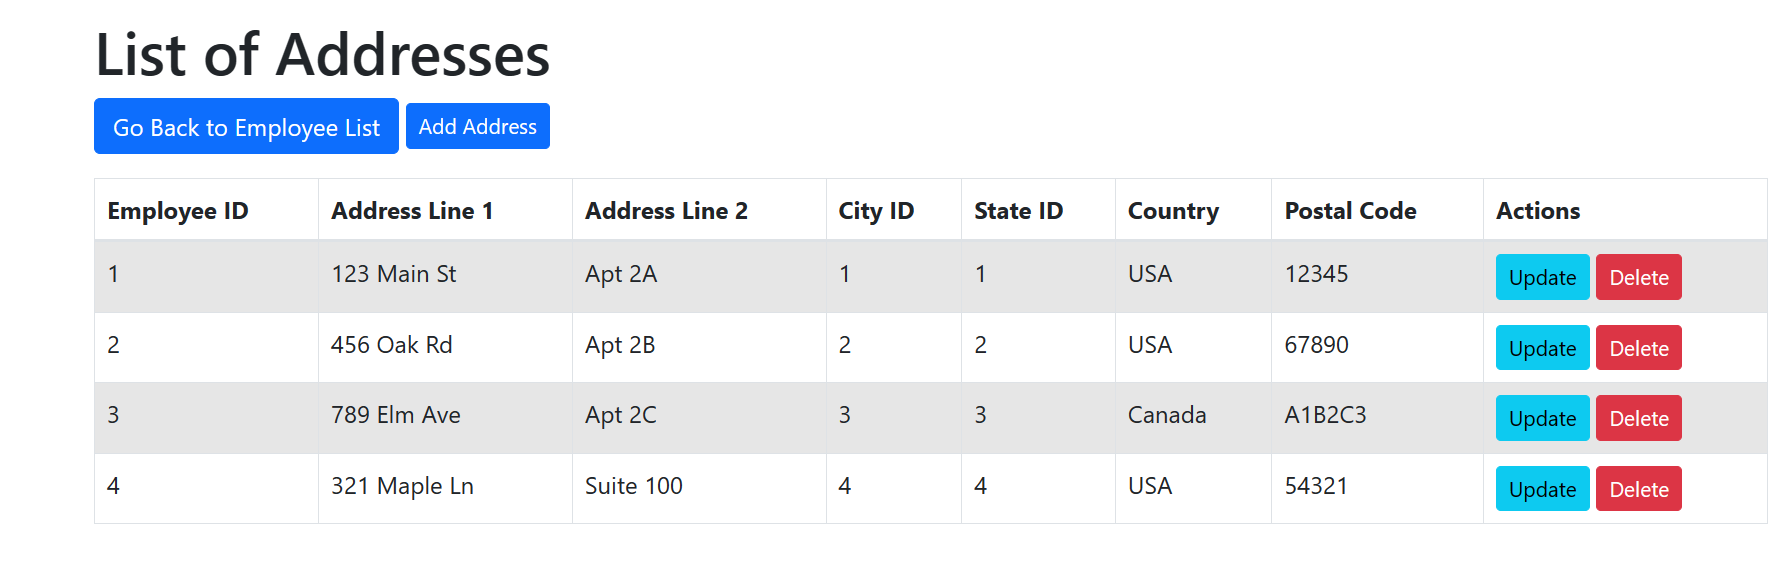 List of Addresses
Go Back to Employee List Add Address
Employee ID Address Line 1 Address Line 2 City ID State ID Country Postal Code Actions
1 123 Main St Apt 2A 1 1 USA 12345 Update Delete
2 456 Oak Rd Apt 2B 2 2 USA 67890 Update Delete
3 789 Elm Ave Apt 2C 3 3 Canada A1B2C3 Update Delete
4 321 Maple Ln Suite 100 4 4 USA 54321 Update Delete